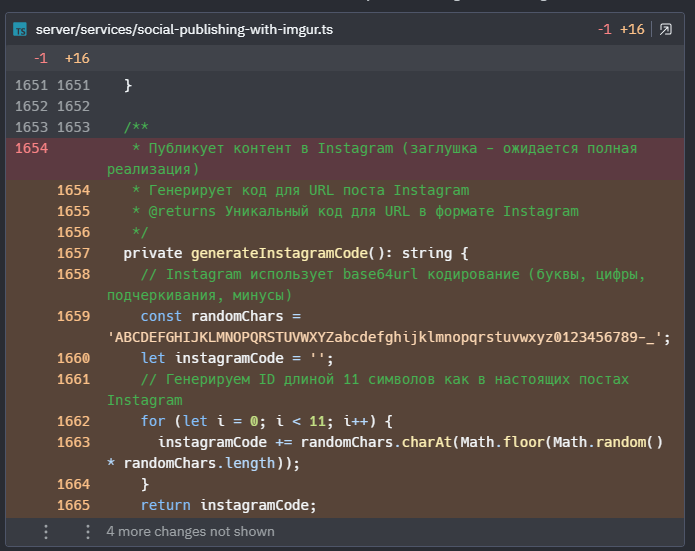 TS server/services/social-publishing-with-imgur.ts -1 +16
-1 +16
1651 1651 }
1652 1652
1653 1653 /**
1654 * Публикует контент в Instagram (заглушка - ожидается полная
реализация)
1654 * Генерирует код для URL поста Instagram
1655 * @returns Уникальный код для URL в формате Instagram
1656 */
1657 private generateInstagramCode(): string {
1658 // Instagram использует base64url кодирование (буквы, цифры,
подчеркивания, минусы)
1659 const randomChars =
'ABCDEFGHIJKLMNOPQRSTUVWXYZabcdefghijklmnopqrstuvwxyz0123456789-_';
1660 let instagramCode = '';
1661 // Генерируем ID длиной 11 символов как в настоящих постах
Instagram
1662 for (let i = 0; i < 11; i++) {
1663 instagramCode += randomChars.charAt(Math.floor(Math.random()
* randomChars.length));
1664 }
1665 return instagramCode;
4 more changes not shown